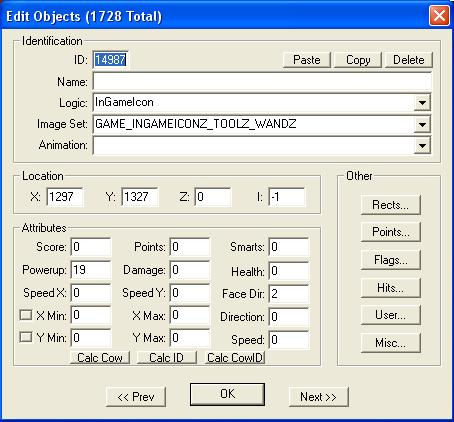 Edit Objects (1728 Total)
Identification
ID: 14987 Paste Copy Delete
Name:
Logic: InGameIcon
Image Set: GAME_INGAMEICONZ_TOOLZ_WANDZ
Animation:
Location
X: 1297 Y: 1327 Z: 0 I: -1
Attributes
Score: 0 Points: 0 Smarts: 0
Powerup: 19 Damage: 0 Health: 0
Speed X: 0 Speed Y: 0 Face Dir: 2
X Min: 0 X Max: 0 Direction: 0
Y Min: 0 Y Max: 0 Speed: 0
Calc Cow Calc ID Calc CowID
Other
Rects...
Points...
Flags...
Hits...
User...
Misc...
<< Prev OK Next >>